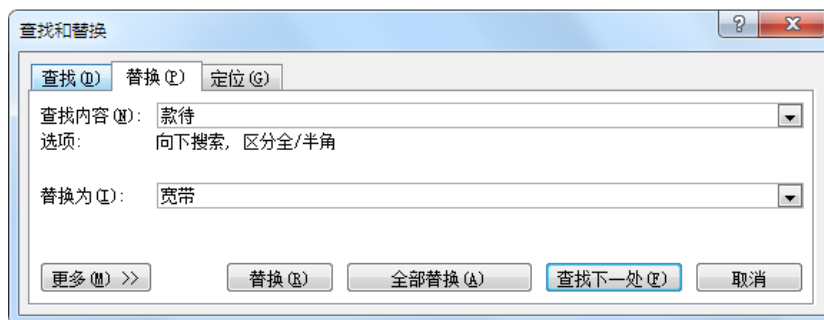 查找和替换
查找(D) 替换(P) 定位(G)
查找内容(N): 款待
选项: 向下搜索, 区分全/半角
替换为(I): 宽带
更多(M) >> 替换(R) 全部替换(A) 查找下一处(F) 取消